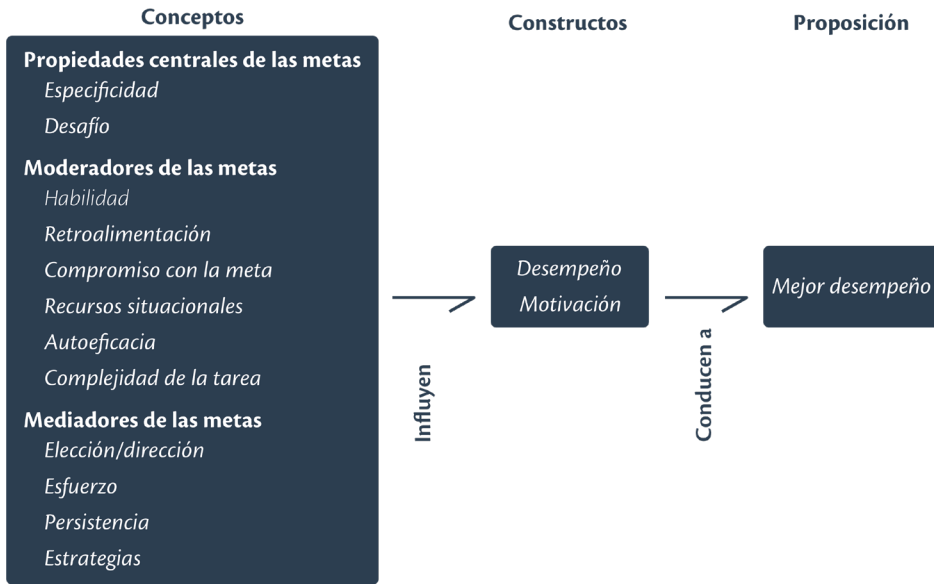 Conceptos
Constructos
Proposición
Propiedades centrales de las metas
Especificidad
Desafío
Moderadores de las metas
Habilidad
Retroalimentación
Compromiso con la meta
Recursos situacionales
Autoeficacia
Complejidad de la tarea
Mediadores de las metas
Elección/dirección
Esfuerzo
Persistencia
Estrategias
Influyen
Desempeño
Motivación
Conducen a
Mejor desempeño